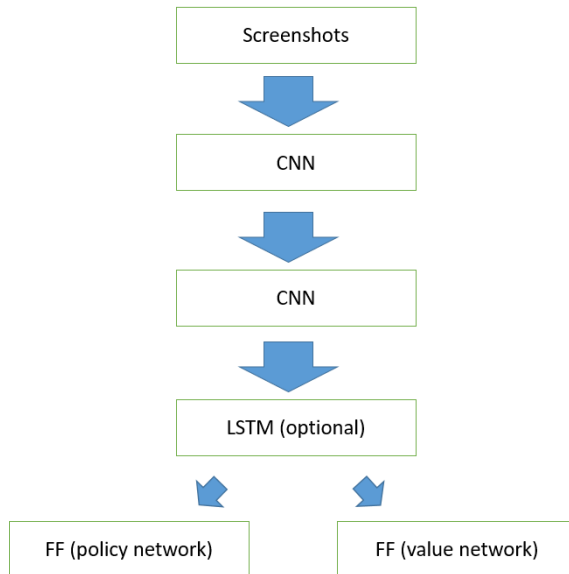 Screenshots
CNN
CNN
LSTM (optional)
FF (policy network)
FF (value network)